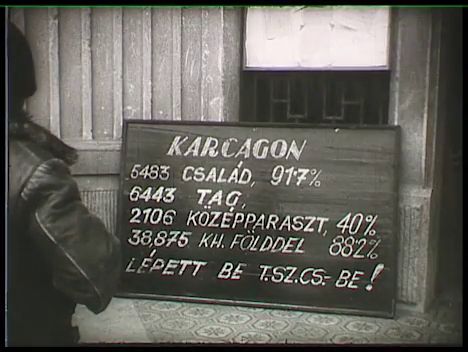 KARCAGON
5483 CSALÁD, 91'7%
6443 TAG,
2106 KÖZÉPPARASZT, 40%
38,875 KH. FÖLDDEL 88'2%
LÉPETT BE T.SZ.CS.-BE!